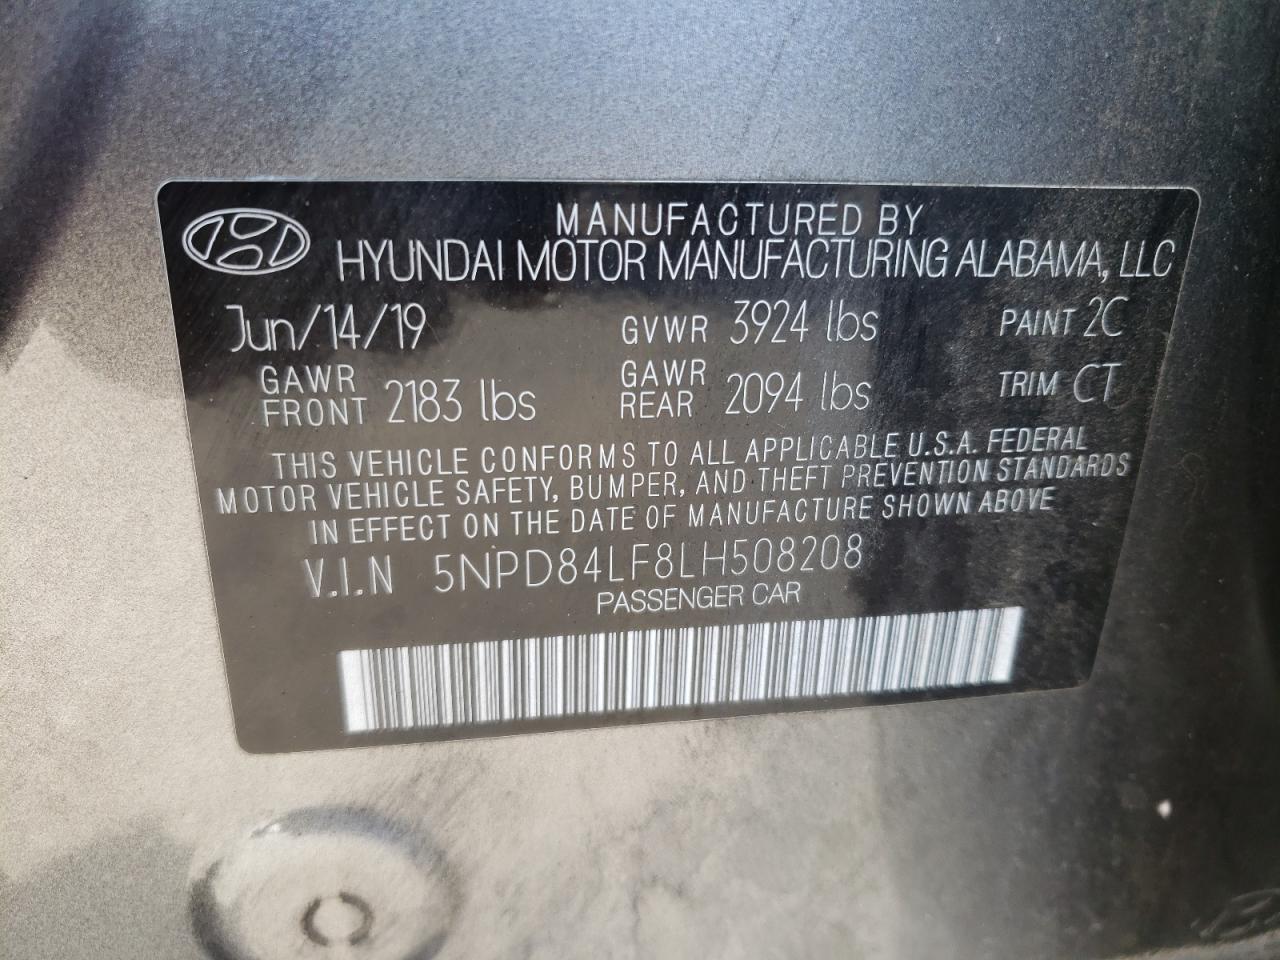 MANUFACTURED BY
HYUNDAI MOTOR MANUFACTURING ALABAMA, LLC
Jun/14/19 GVWR 3924 lbs PAINT 2C
GAWR FRONT 2183 lbs GAWR REAR 2094 lbs TRIM CT
THIS VEHICLE CONFORMS TO ALL APPLICABLE U.S.A. FEDERAL
MOTOR VEHICLE SAFETY, BUMPER, AND THEFT PREVENTION STANDARDS
IN EFFECT ON THE DATE OF MANUFACTURE SHOWN ABOVE
V.I.N 5NPD84LF8LH508208
PASSENGER CAR